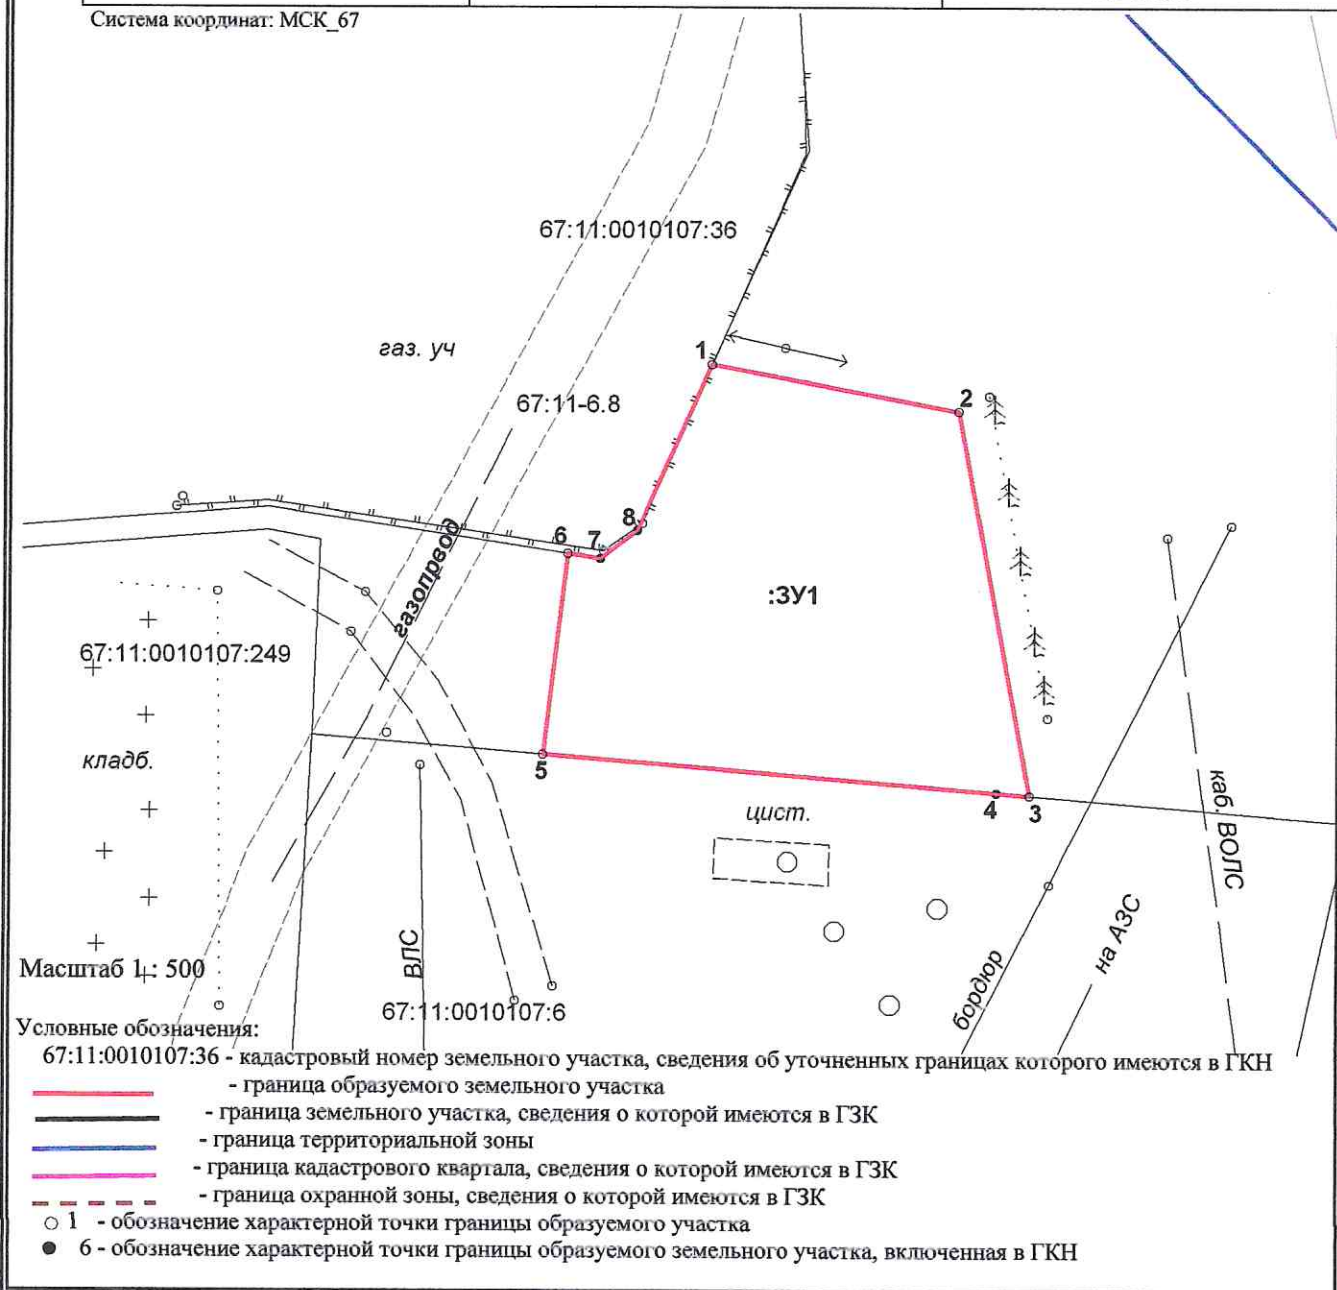 Система координат: МСК_67
67:11:0010107:36
газ. уч
1
67:11-6.8
2
8
6
7
газопрвод
:ЗУ1
67:11:0010107:249
кладб.
5
4
3
цист.
каб. ВОЛС
на АЗС
бордюр
ВЛС
Масштаб 1: 500
67:11:0010107:6
Условные обозначения:
67:11:0010107:36 - кадастровый номер земельного участка, сведения об уточненных границах которого имеются в ГКН
- граница образуемого земельного участка
- граница земельного участка, сведения о которой имеются в ГЗК
- граница территориальной зоны
- граница кадастрового квартала, сведения о которой имеются в ГЗК
- граница охранной зоны, сведения о которой имеются в ГЗК
1 - обозначение характерной точки границы образуемого участка
6 - обозначение характерной точки границы образуемого земельного участка, включенная в ГКН